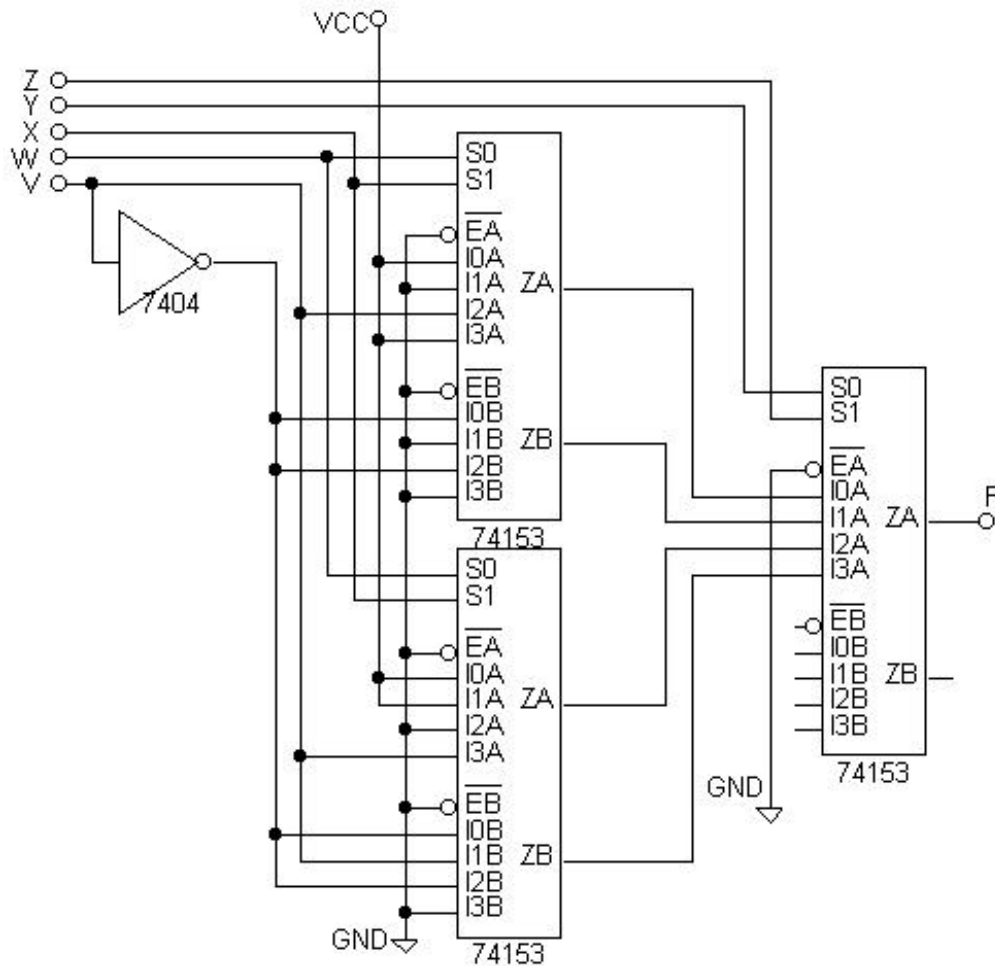 VCC
Z
Y
X
W
V
7404
S0
S1
EA
I0A
I1A ZA
I2A
I3A
EB
I0B
I1B ZB
I2B
I3B
74153
S0
S1
EA
I0A
I1A ZA
I2A
I3A
EB
I0B
I1B ZB
I2B
I3B
GND
74153
S0
S1
EA
I0A
I1A ZA
I2A
I3A
EB
I0B
I1B ZB
I2B
I3B
74153
GND